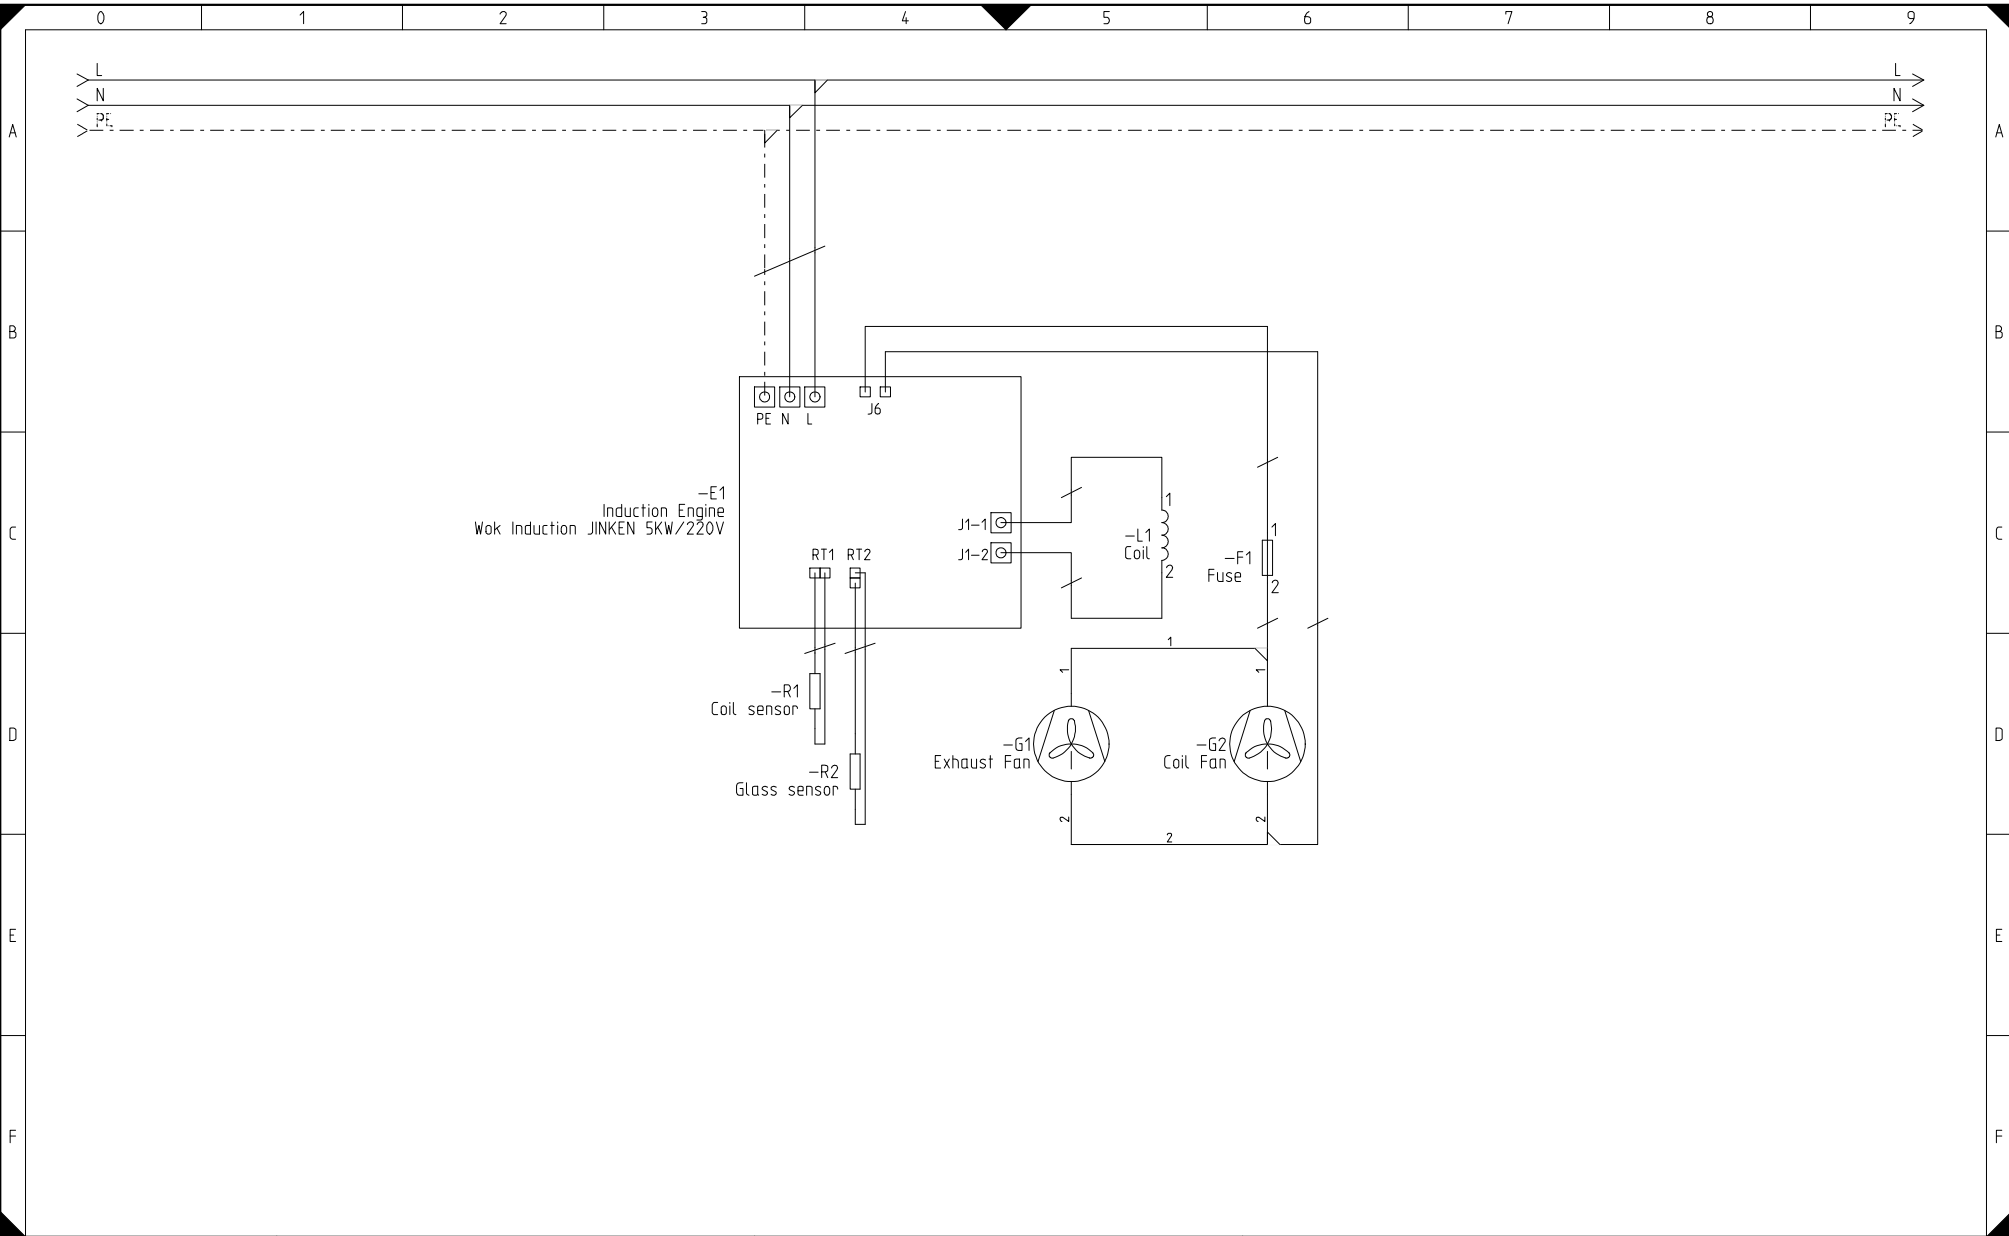 0 1 2 3 4 5 6 7 8 9
L L
N N
PE PE
A A
B B
PE N L
J6
-E1
Induction Engine
Wok Induction JINKEN 5KW/220V
C C
J1-1
J1-2
RT1 RT2
1
-L1
Coil
2
1
-F1
Fuse
2
1
1 1
-R1
Coil sensor
D D
-G1
Exhaust Fan
-G2
Coil Fan
-R2
Glass sensor
2 2
2
E E
F F